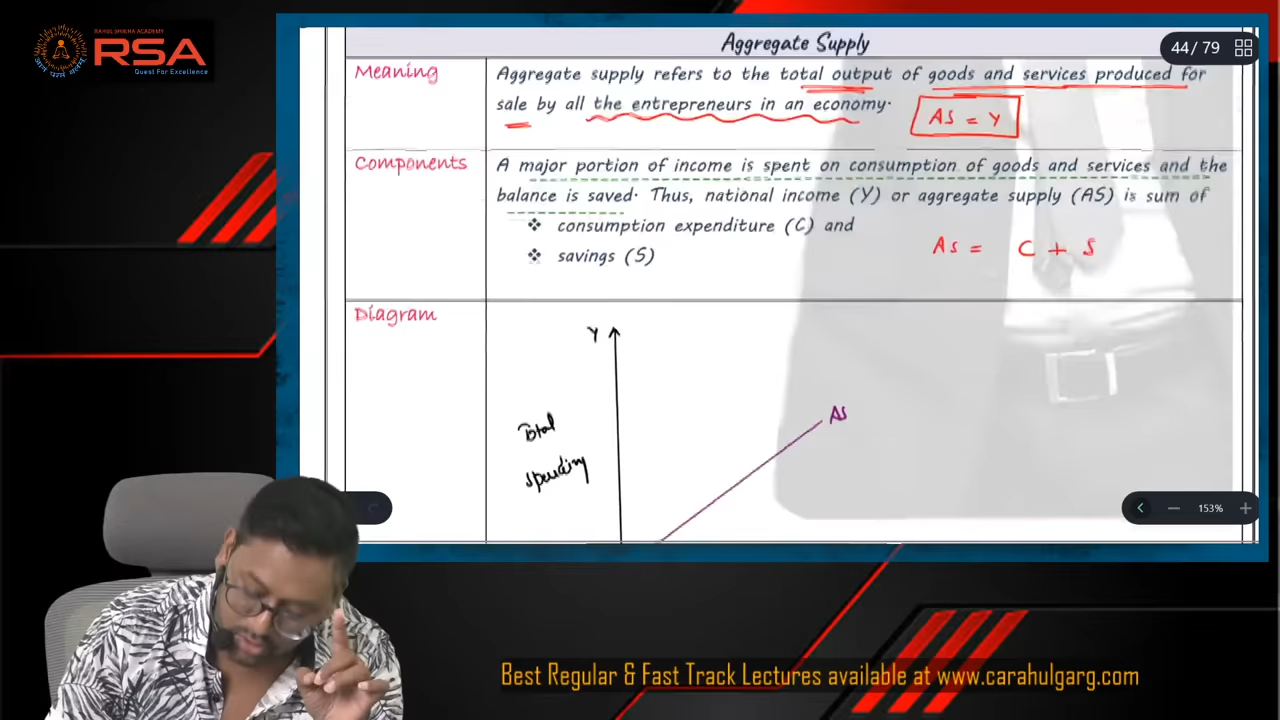 RAHUL SHIKHA ACADEMY
RSA
Quest For Excellence
44 / 79
Aggregate Supply
Meaning
Aggregate supply refers to the total output of goods and services produced for
sale by all the entrepreneurs in an economy.
AS = Y
Components
A major portion of income is spent on consumption of goods and services and the
balance is saved. Thus, national income (Y) or aggregate supply (AS) is sum of
❖ consumption expenditure (C) and
❖ savings (S)
AS = C + S
Diagram
Y
AS
Total
spending
153%
Best Regular & Fast Track Lectures available at www.carahulgarg.com